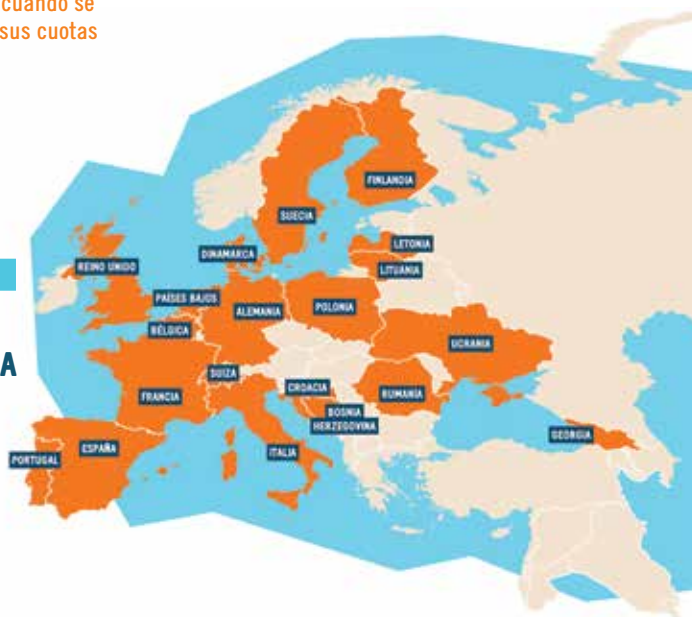 cuando se
sus cuotas
FINLANDIA
SUECIA
LETONIA
DINAMARCA
LITUANIA
REINO UNIDO
PAÍSES BAJOS
ALEMANIA
POLONIA
BÉLGICA
UCRANIA
A
SUIZA
CROACIA
FRANCIA
RUMANÍA
BOSNIA
HERZEGOVINA
GEORGIA
ESPAÑA
ITALIA
PORTUGAL